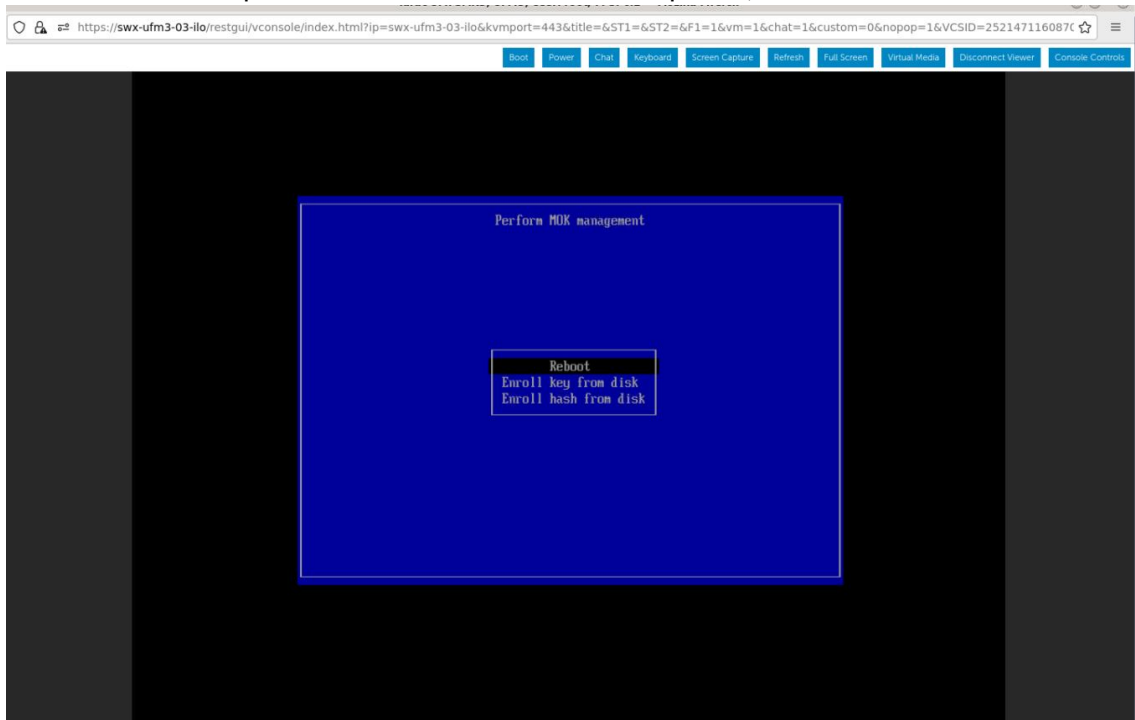 https://swx-ufm3-03-ilo/restgui/vconsole/index.html?ip=swx-ufm3-03-ilo&kvmport=443&title=&ST1=&ST2=&F1=1&vm=1&chat=1&custom=0&nopop=1&VCSID=2521471160870
Boot Power Chat Keyboard Screen Capture Refresh Full Screen Virtual Media Disconnect Viewer Console Controls
Perform MOK management
Reboot
Enroll key from disk
Enroll hash from disk